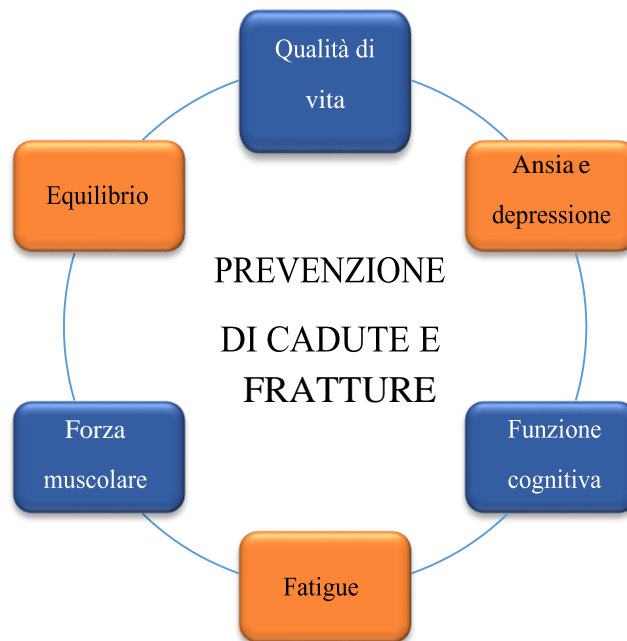 Qualità di
vita
Ansia e
depressione
Equilibrio
PREVENZIONE
DI CADUTE E
FRATTURE
Forza
muscolare
Funzione
cognitiva
Fatigue